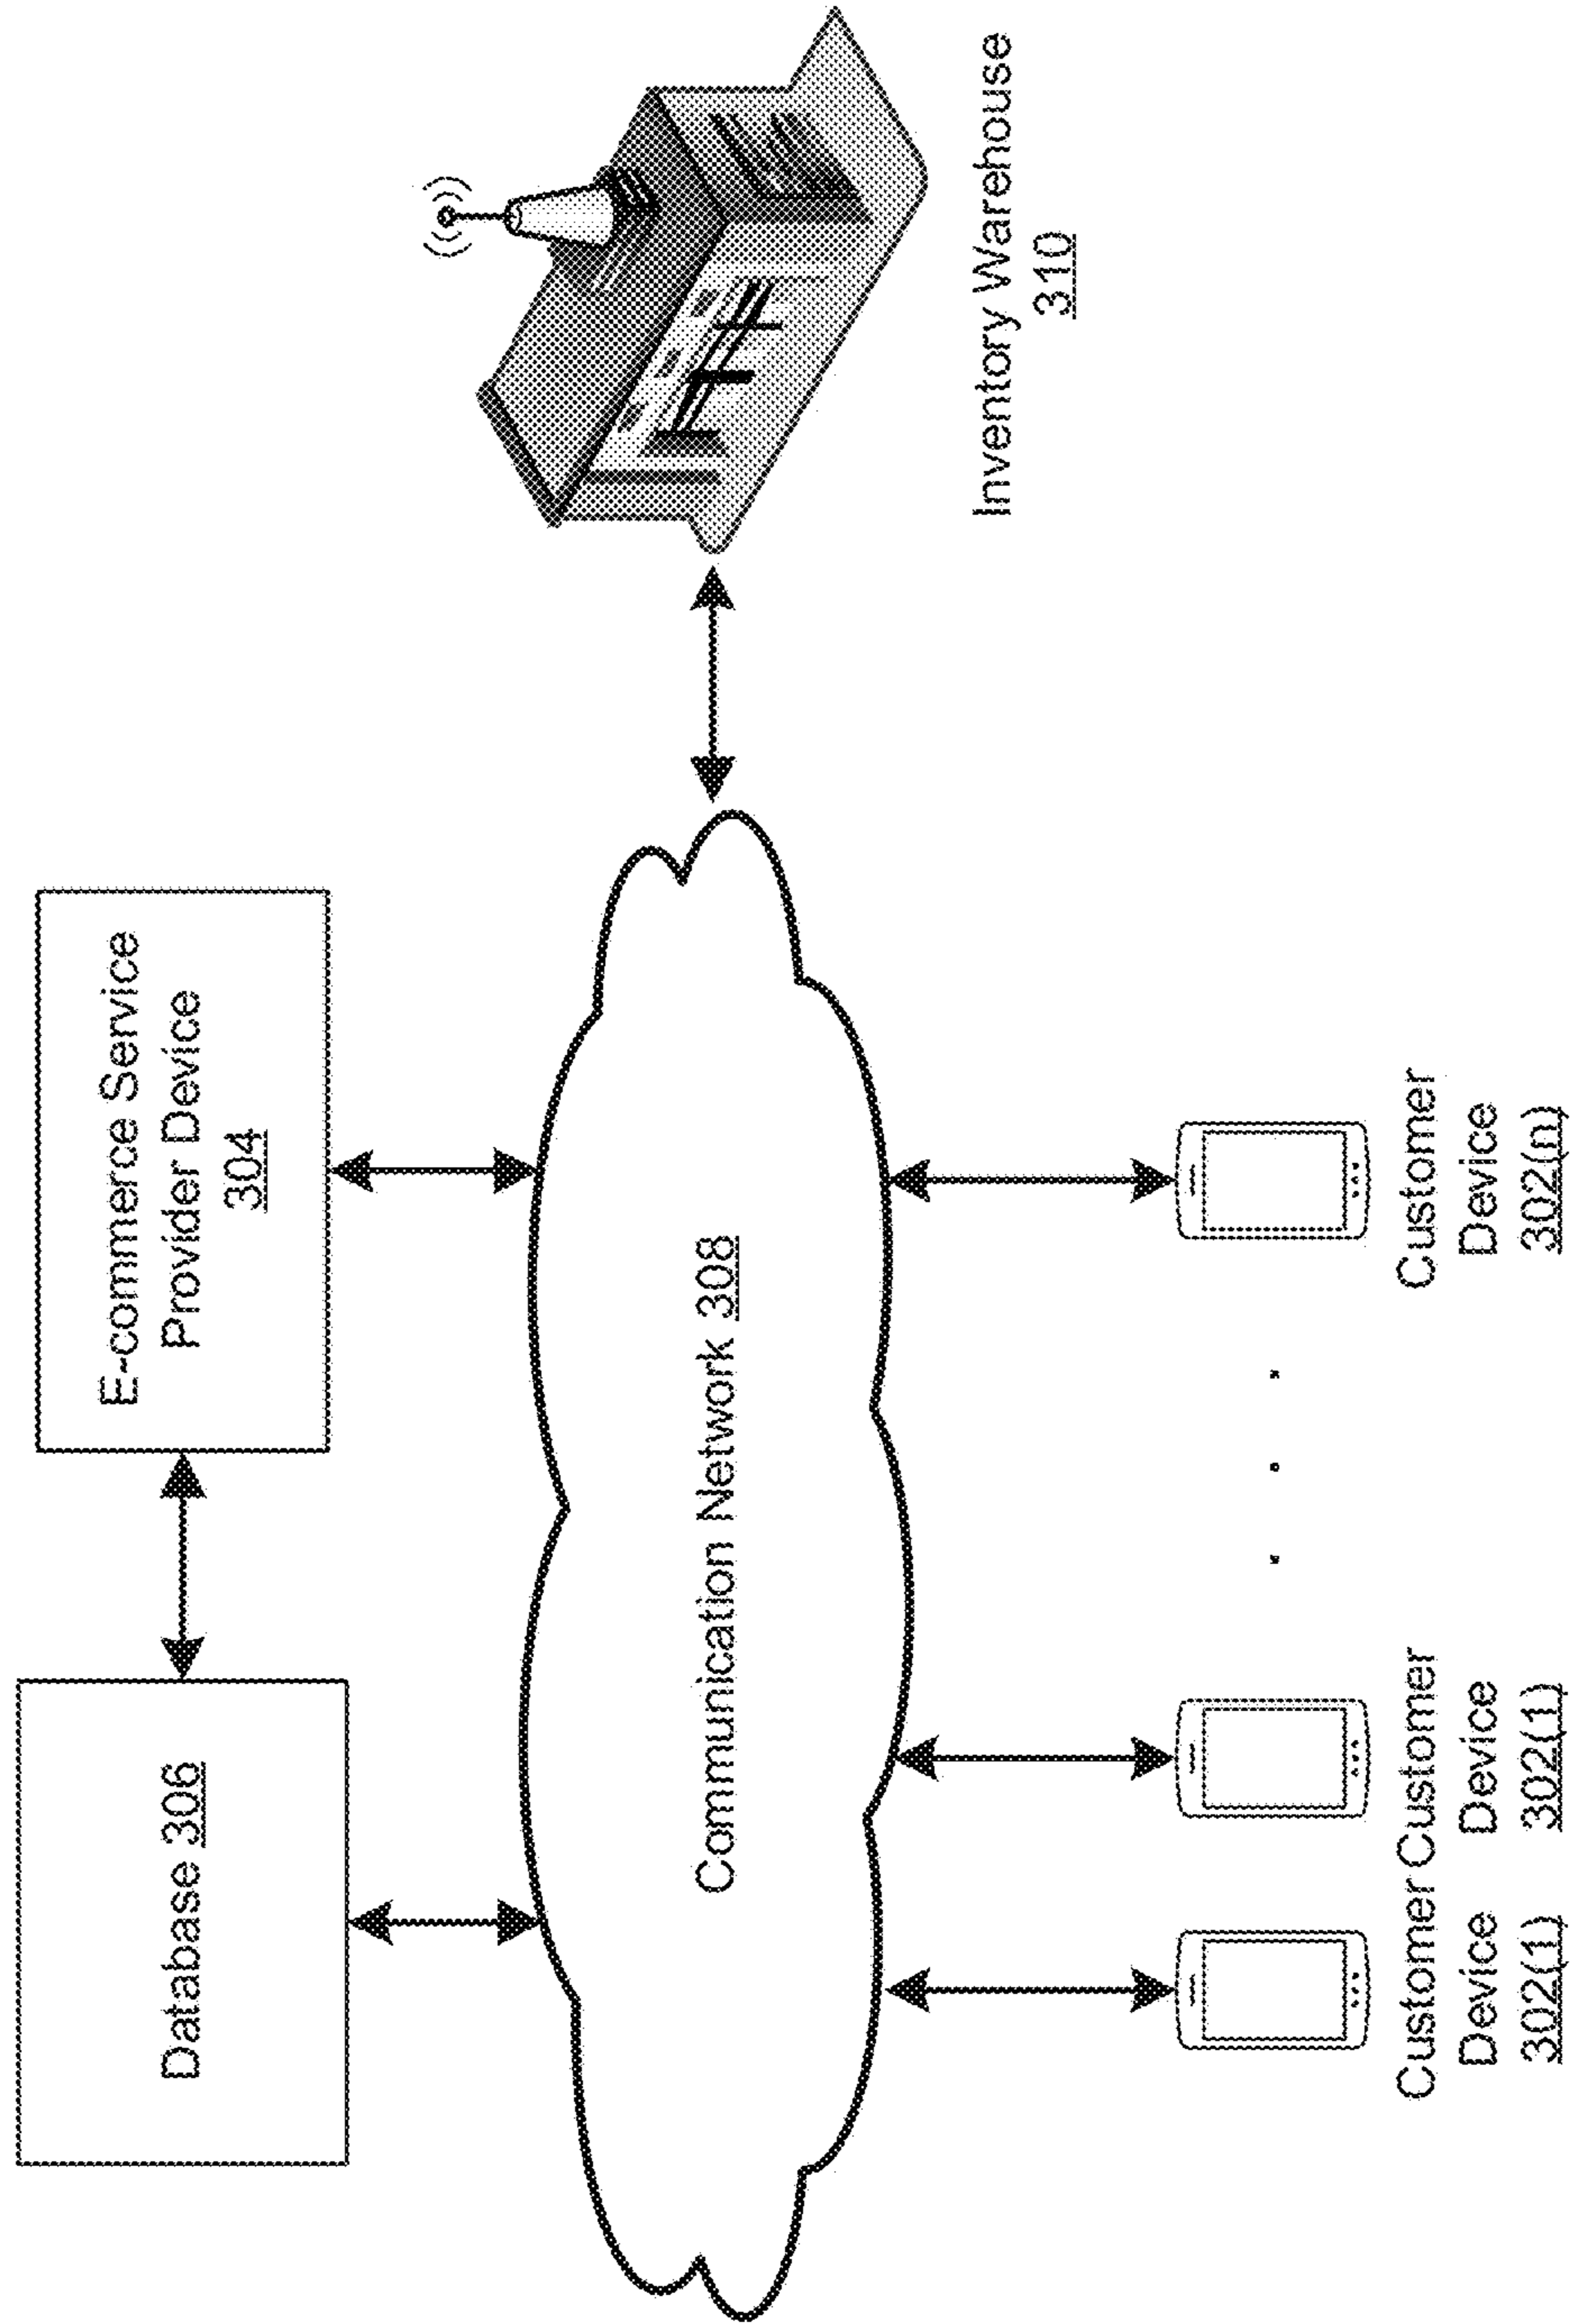 Database 306
E-commerce Service
Provider Device
304
Communication Network 308
Inventory Warehouse
310
Customer
Device
302(1)
Customer
Device
302(1)
Customer
Device
302(n)